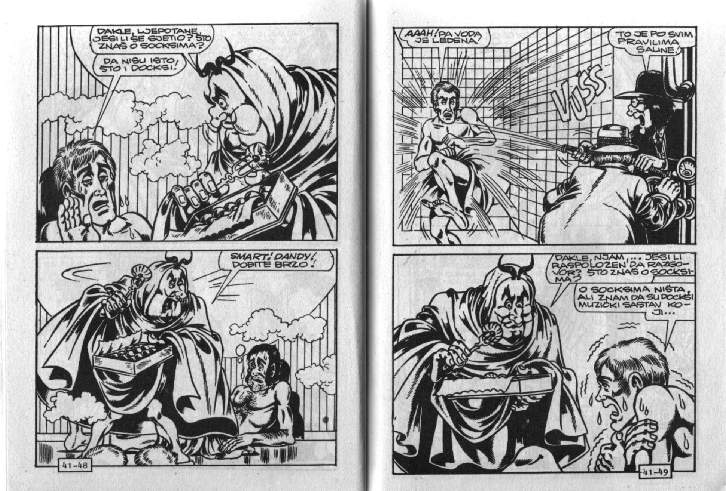 DAKLE, LJEPOTANE,
JESI LI SE SJETIO? ŠTO
ZNAŠ O SOCKSIMA?
DA NISU ISTO,
ŠTO I DOCKSI!
SMART! DANDY!
DOĐITE BRZO!
41-48
AAAH! PA VODA
JE LEDENA!
TO JE PO SVIM
PRAVILIMA
SAUNE!
VUSS
DAKLE, NJAM.... JESI LI
RASPOLOŽEN DA RAZGO-
VOR? ŠTO ZNAŠ O SOCKSI-
MA?
O SOCKSIMA NIŠTA,
ALI ZNAM DA SU DOCKSI
MUZIČKI SASTAV KO-
JI...
41-49